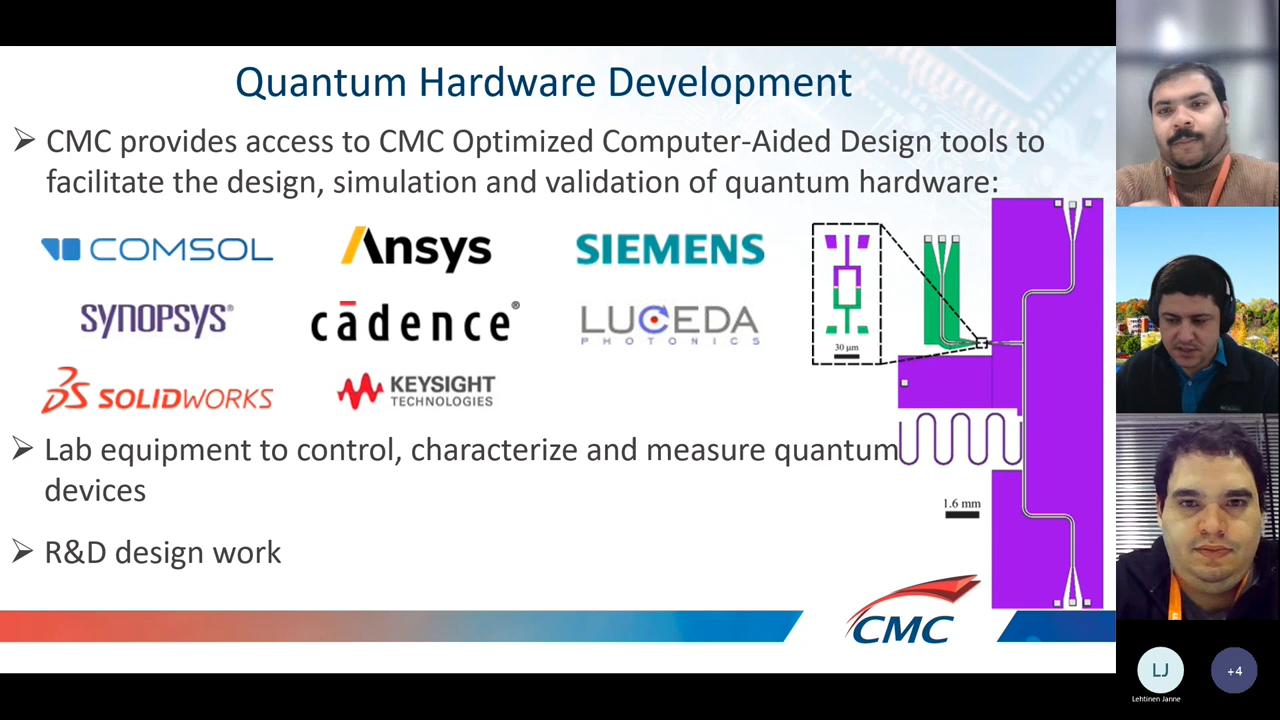 Quantum Hardware Development
➢ CMC provides access to CMC Optimized Computer-Aided Design tools to
facilitate the design, simulation and validation of quantum hardware:
COMSOL
Ansys
SIEMENS
SYNOPSYS®
cādence®
LUCEDA
PHOTONICS
30 µm
SOLIDWORKS
KEYSIGHT
TECHNOLOGIES
➢ Lab equipment to control, characterize and measure quantum
devices
1.6 mm
➢ R&D design work
CMC
LJ
+4
Lehtinen Janne